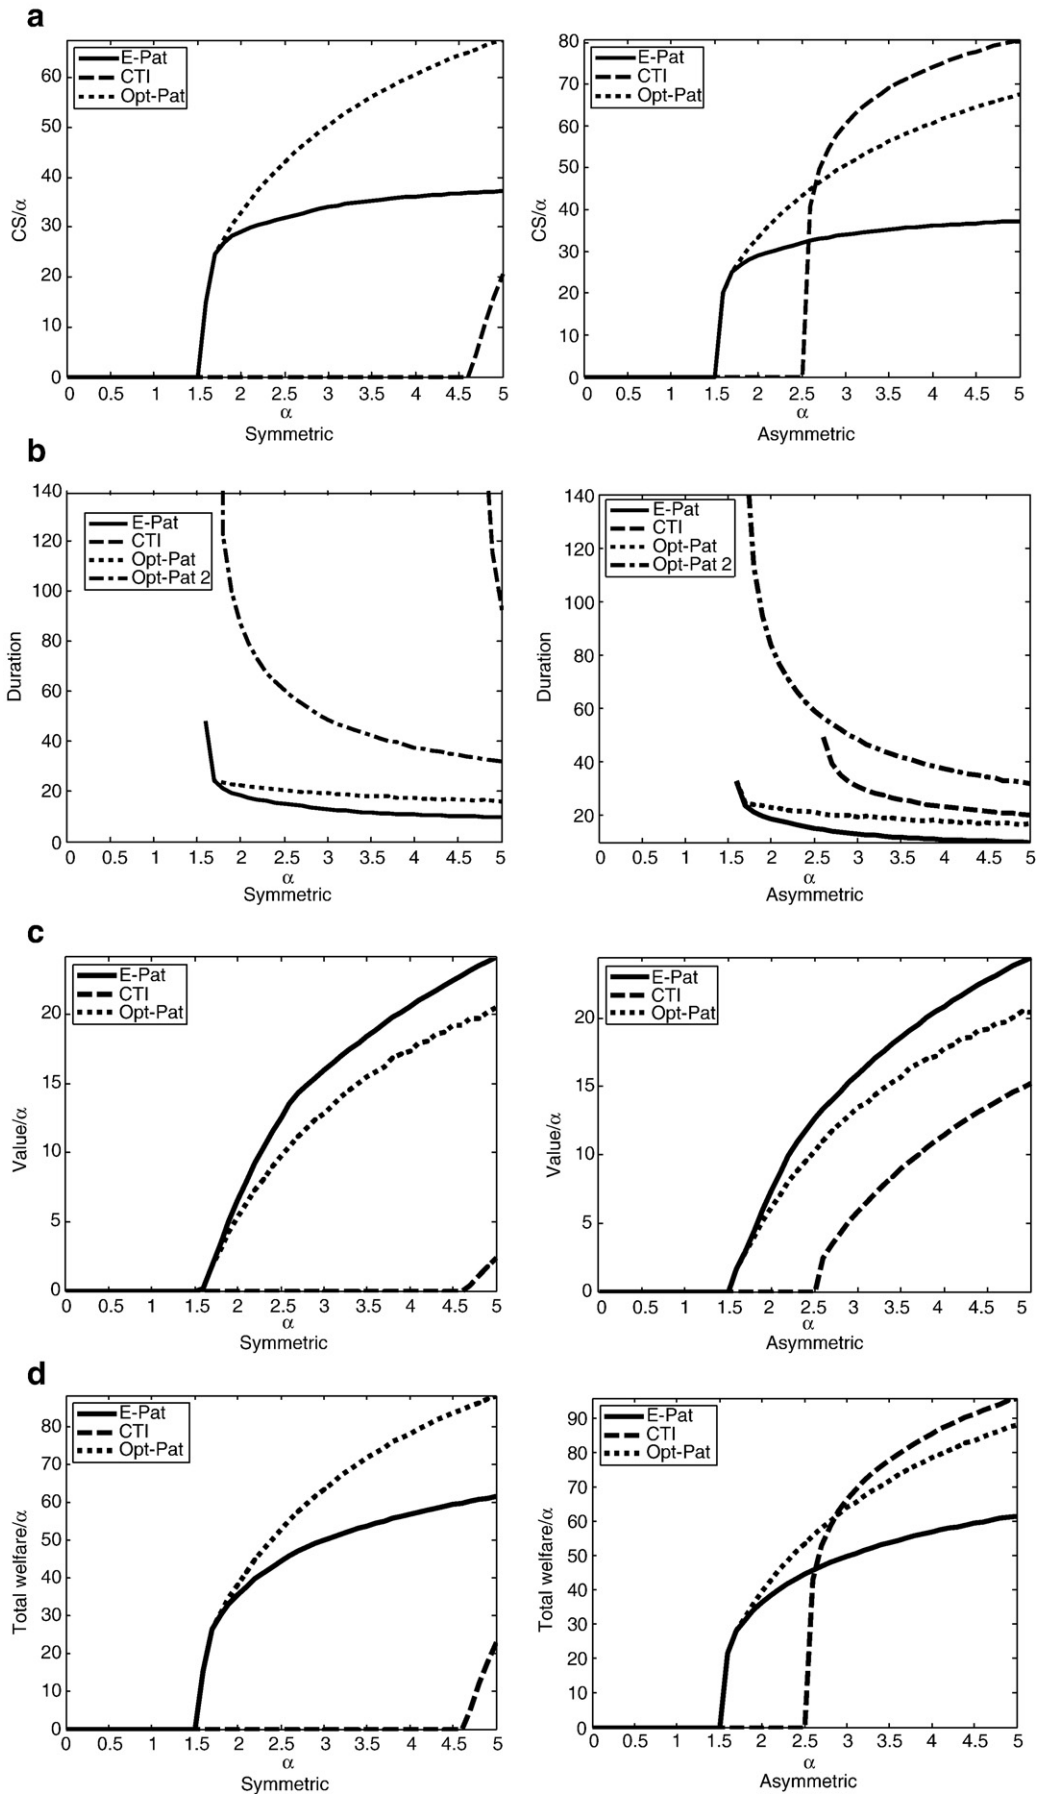 a
E-Pat
CTI
Opt-Pat
CS/α
60
50
40
30
20
10
0
0 0.5 1 1.5 2 2.5 3 3.5 4 4.5 5
α
Symmetric
E-Pat
CTI
Opt-Pat
CS/α
80
70
60
50
40
30
20
10
0
0 0.5 1 1.5 2 2.5 3 3.5 4 4.5 5
α
Asymmetric
b
E-Pat
CTI
Opt-Pat
Opt-Pat 2
Duration
140
120
100
80
60
40
20
0
0 0.5 1 1.5 2 2.5 3 3.5 4 4.5 5
α
Symmetric
E-Pat
CTI
Opt-Pat
Opt-Pat 2
Duration
140
120
100
80
60
40
20
0 0.5 1 1.5 2 2.5 3 3.5 4 4.5 5
α
Asymmetric
c
E-Pat
CTI
Opt-Pat
Value/α
20
15
10
5
0
0 0.5 1 1.5 2 2.5 3 3.5 4 4.5 5
α
Symmetric
E-Pat
CTI
Opt-Pat
Value/α
20
15
10
5
0
0 0.5 1 1.5 2 2.5 3 3.5 4 4.5 5
α
Asymmetric
d
E-Pat
CTI
Opt-Pat
Total welfare/α
80
70
60
50
40
30
20
10
0
0 0.5 1 1.5 2 2.5 3 3.5 4 4.5 5
α
Symmetric
E-Pat
CTI
Opt-Pat
Total welfare/α
90
80
70
60
50
40
30
20
10
0
0 0.5 1 1.5 2 2.5 3 3.5 4 4.5 5
α
Asymmetric